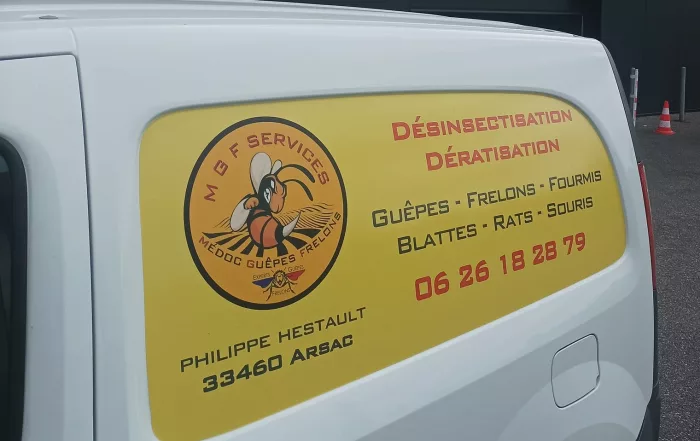 M G F SERVICES
MÉDOC GUÊPES FRELONS
PHILIPPE HESTAULT
33460 ARSAC
DÉSINSECTISATION
DÉRATISATION
GUÊPES - FRELONS - FOURMIS
BLATTES - RATS - SOURIS
06 26 18 28 79